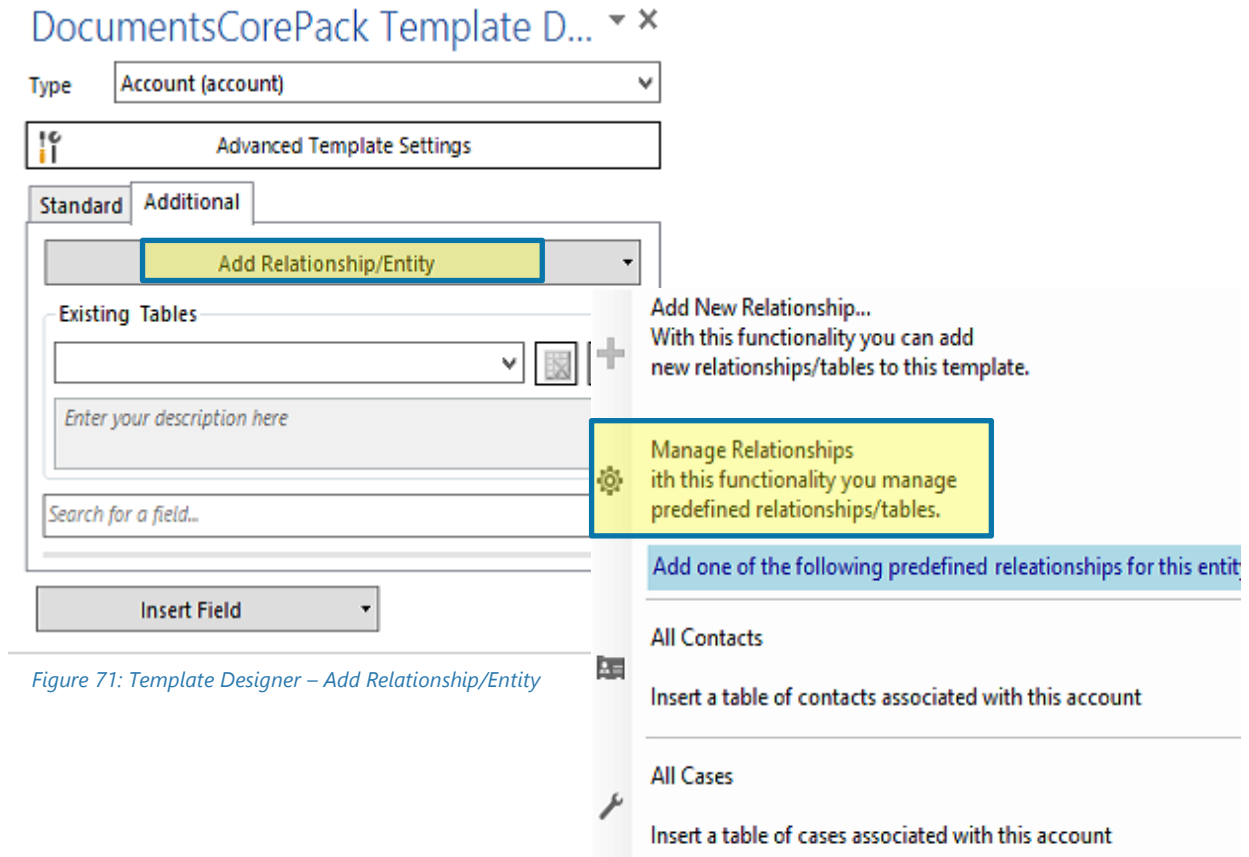 DocumentsCorePack Template D...
Type Account (account)
Advanced Template Settings
Standard Additional
Add Relationship/Entity
Existing Tables
Enter your description here
Search for a field...
Insert Field
Figure 71: Template Designer – Add Relationship/Entity
Add New Relationship...
With this functionality you can add
new relationships/tables to this template.
Manage Relationships
ith this functionality you manage
predefined relationships/tables.
Add one of the following predefined releationships for this entity
All Contacts
Insert a table of contacts associated with this account
All Cases
Insert a table of cases associated with this account